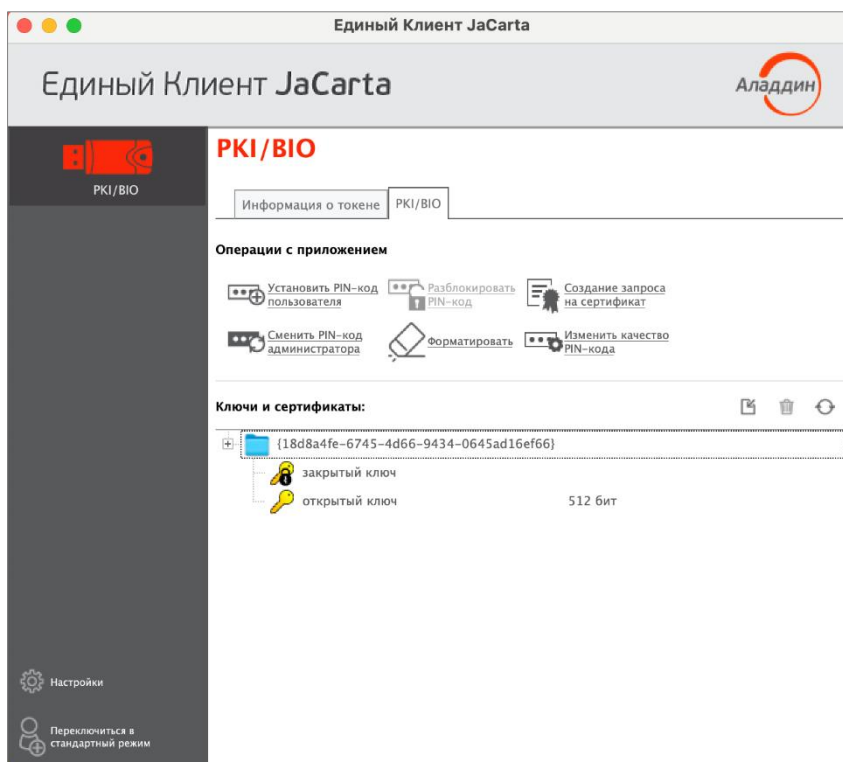 Единый Клиент JaCarta
Единый Клиент JaCarta
Аладдин
PKI/BIO
PKI/BIO
Информация о токене
PKI/BIO
Операции с приложением
Установить PIN-код
пользователя
Разблокировать
PIN-код
Создание запроса
на сертификат
Сменить PIN-код
администратора
Форматировать
Изменить качество
PIN-кода
Ключи и сертификаты:
{18d8a4fe-6745-4d66-9434-0645ad16ef66}
закрытый ключ
открытый ключ 512 бит
Настройки
Переключиться в
стандартный режим